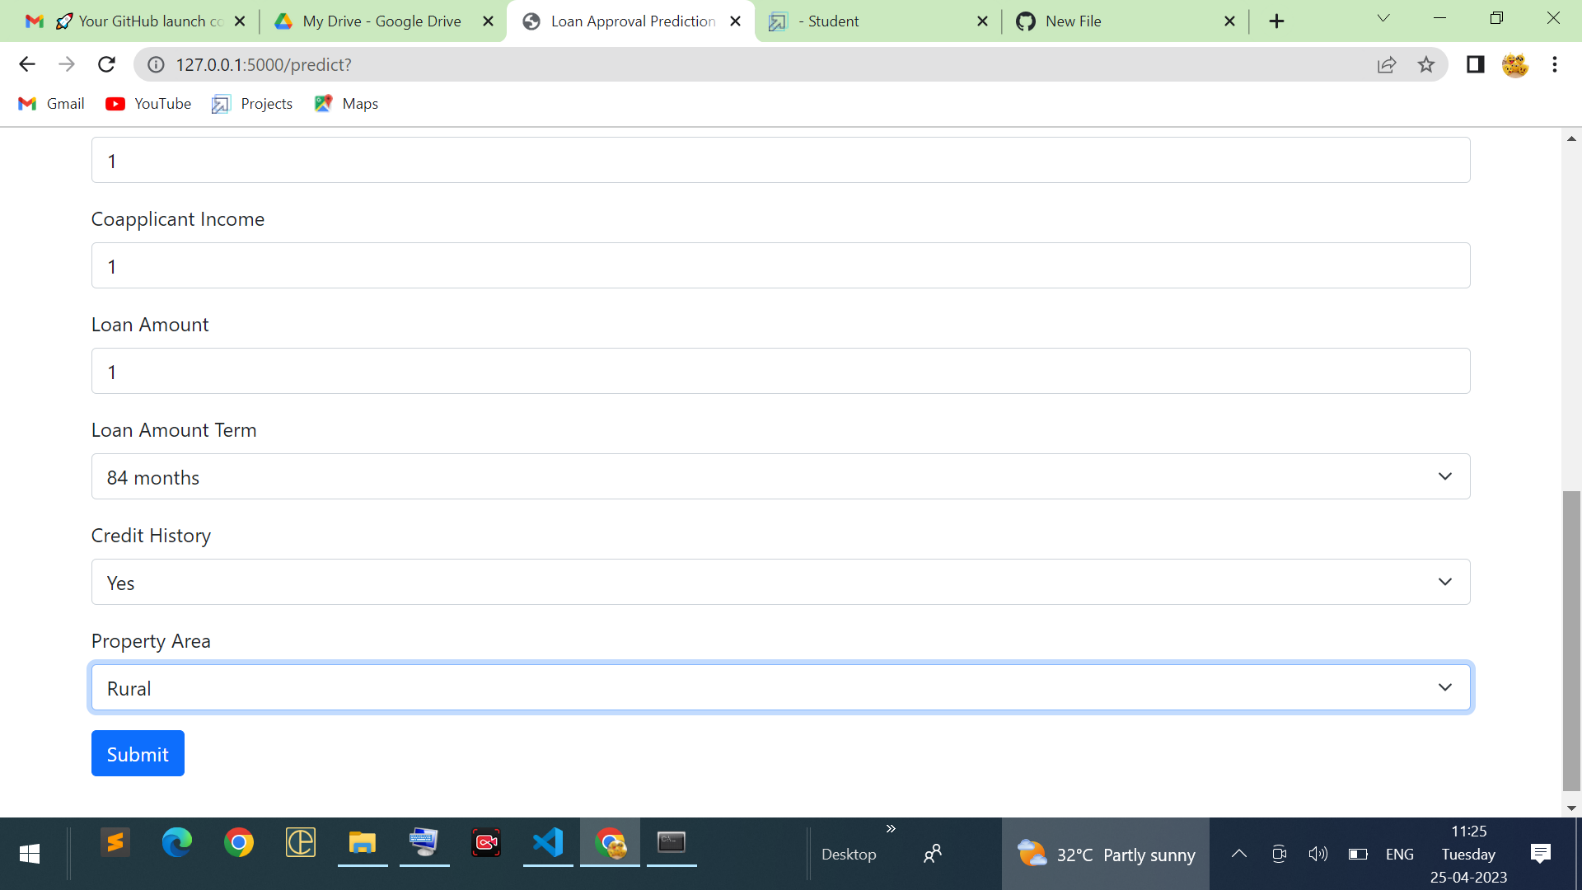 🚀 Your GitHub launch co
My Drive - Google Drive
Loan Approval Prediction
- Student
New File
127.0.0.1:5000/predict?
Gmail
YouTube
Projects
Maps
1
Coapplicant Income
1
Loan Amount
1
Loan Amount Term
84 months
Credit History
Yes
Property Area
Rural
Submit
Desktop
»
32°C Partly sunny
ENG
11:25
Tuesday
25-04-2023